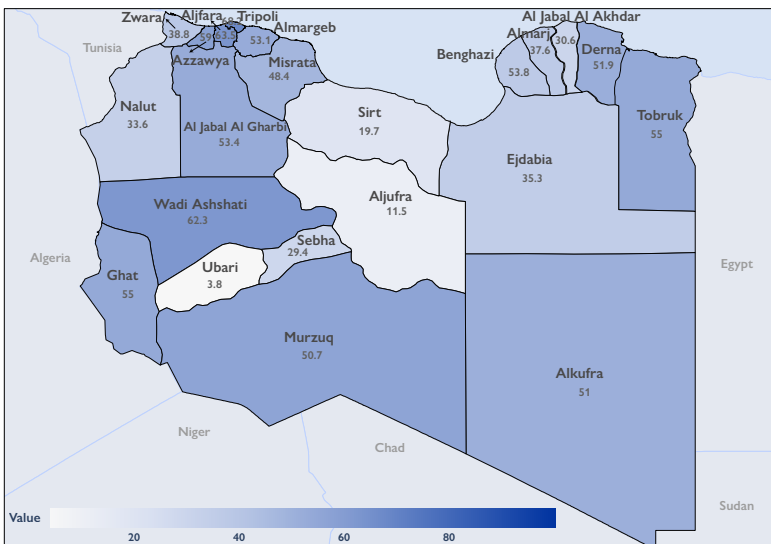 Zwara
38.8
Aljfara
Tripoli
63.5
Almargeb
53.1
Al Jabal Al Akhdar
30.6
Almarj
37.6
Benghazi
53.8
Derna
51.9
Tunisia
Azzawya
Misrata
48.4
Nalut
33.6
Sirt
19.7
Tobruk
55
Al Jabal Al Gharbi
53.4
Ejdabia
35.3
Wadi Ashshati
62.3
Aljufra
11.5
Sebha
29.4
Algeria
Ghat
55
Ubari
3.8
Egypt
Murzuq
50.7
Alkufra
51
Niger
Chad
Sudan
Value
20
40
60
80